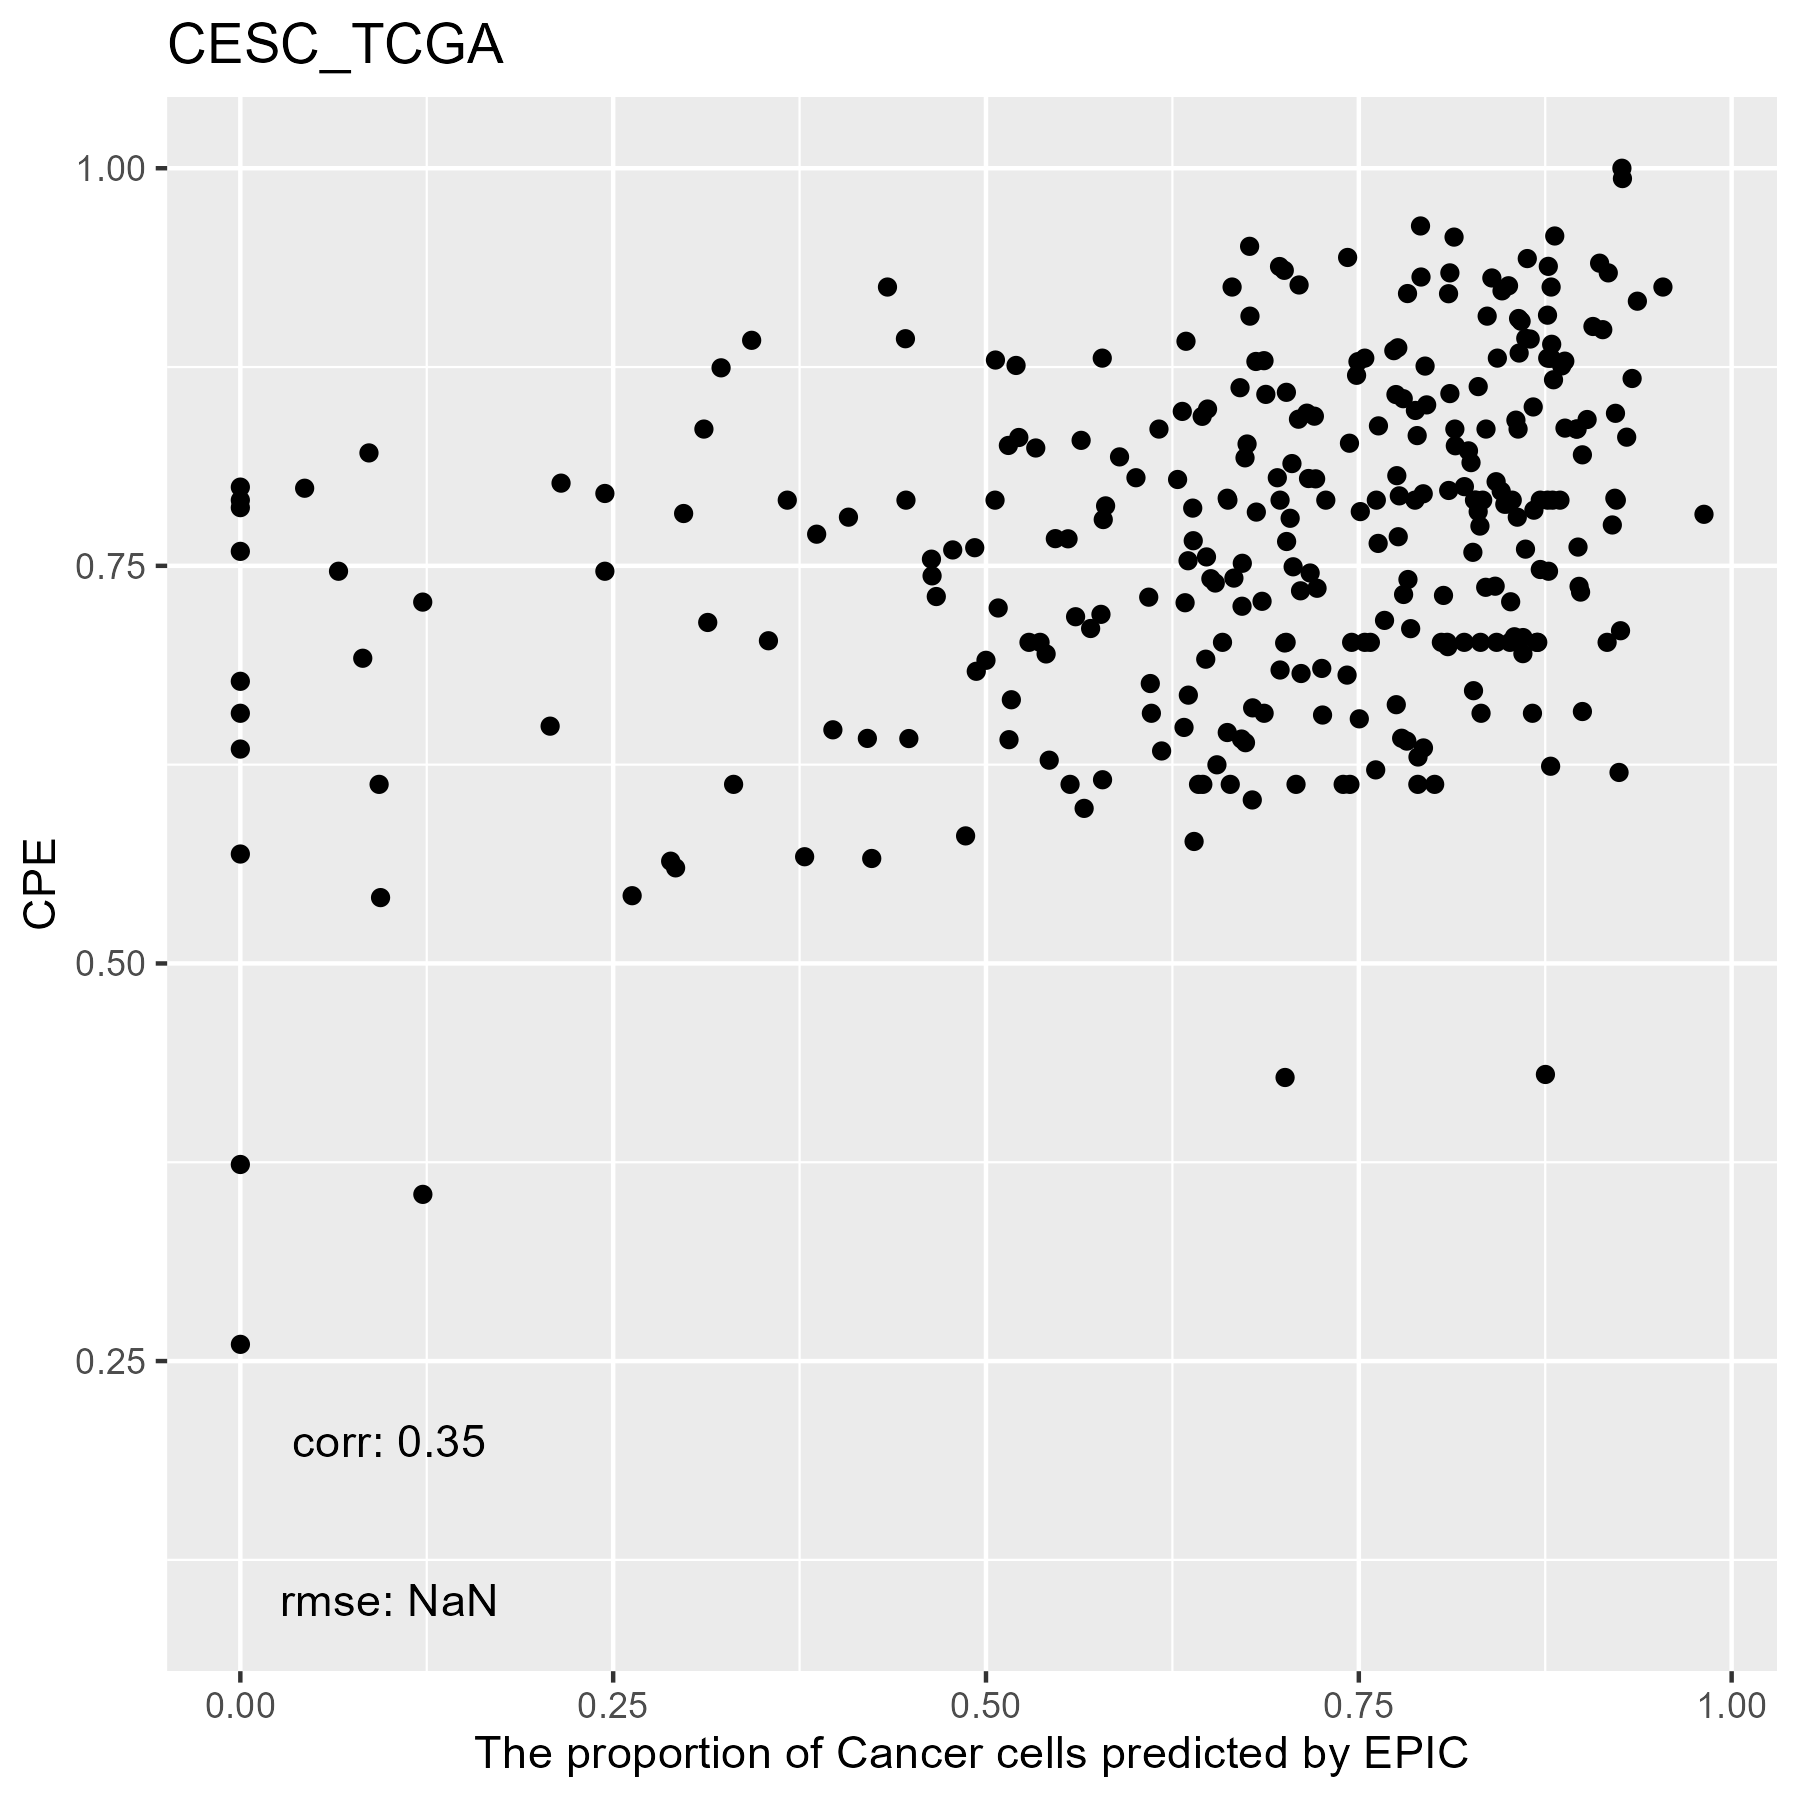 CESC_TCGA
1.00
0.75
0.50
0.25
CPE
corr: 0.35
rmse: NaN
0.00 0.25 0.50 0.75 1.00
The proportion of Cancer cells predicted by EPIC